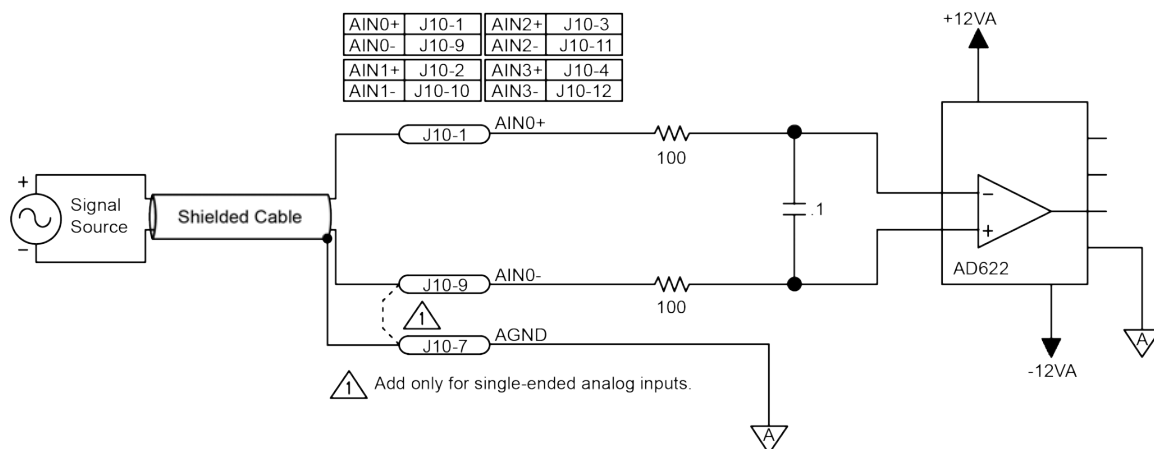 AIN0+ J10-1 AIN2+ J10-3
AIN0- J10-9 AIN2- J10-11
AIN1+ J10-2 AIN3+ J10-4
AIN1- J10-10 AIN3- J10-12
+12VA
J10-1 AIN0+
100
+
Signal
Source
−
Shielded Cable
.1
−
+
AD622
J10-9 AIN0-
100
1
J10-7 AGND
A
-12VA
1 Add only for single-ended analog inputs.
A